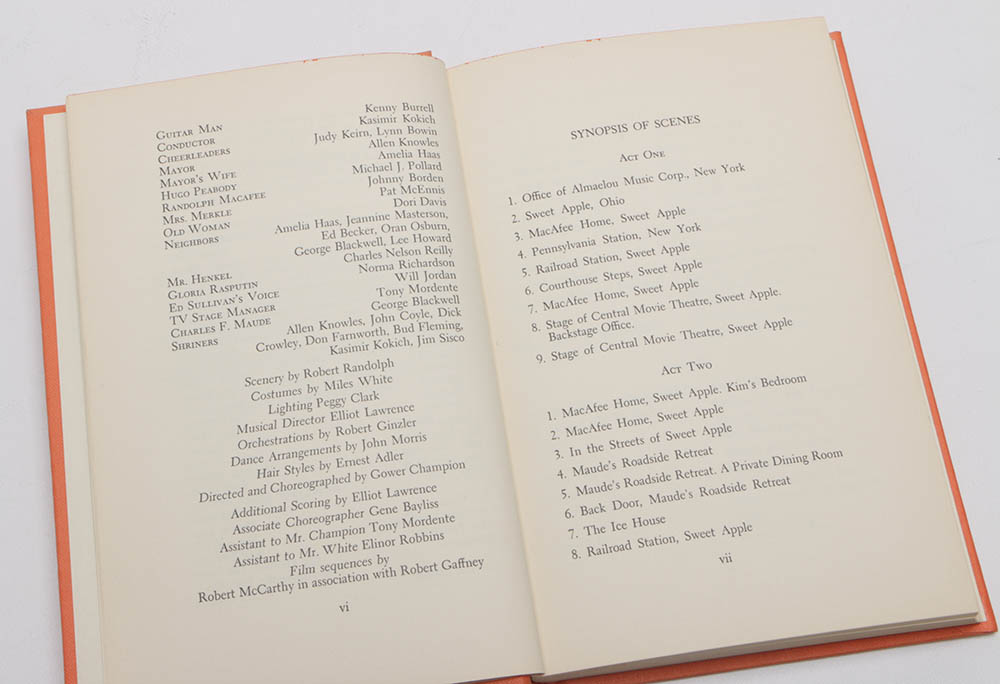 GUITAR MAN Kenny Burrell
CONDUCTOR Kasimir Kokich
CHEERLEADERS Judy Keirn, Lynn Bowin
MAYOR Allen Knowles
MAYOR'S WIFE Amelia Haas
HUGO PEABODY Michael J. Pollard
RANDOLPH MACAFEE Johnny Borden
MRS. MERKLE Pat McEnnis
OLD WOMAN Dori Davis
NEIGHBORS Amelia Haas, Jeannine Masterson,
Ed Becker, Oran Osburn,
George Blackwell, Lee Howard
MR. HENKEL Charles Nelson Reilly
GLORIA RASPUTIN Norma Richardson
ED SULLIVAN'S VOICE Will Jordan
TV STAGE MANAGER Tony Mordente
CHARLES F. MAUDE George Blackwell
SHRINERS Allen Knowles, John Coyle, Dick
Crowley, Don Farnworth, Bud Fleming,
Kasimir Kokich, Jim Sisco
Scenery by Robert Randolph
Costumes by Miles White
Lighting Peggy Clark
Musical Director Elliot Lawrence
Orchestrations by Robert Ginzler
Dance Arrangements by John Morris
Hair Styles by Ernest Adler
Directed and Choreographed by Gower Champion
Additional Scoring by Elliot Lawrence
Associate Choreographer Gene Bayliss
Assistant to Mr. Champion Tony Mordente
Assistant to Mr. White Elinor Robbins
Film sequences by
Robert McCarthy in association with Robert Gaffney
vi
SYNOPSIS OF SCENES
ACT ONE
1. Office of Almaelou Music Corp., New York
2. Sweet Apple, Ohio
3. MacAfee Home, Sweet Apple
4. Pennsylvania Station, New York
5. Railroad Station, Sweet Apple
6. Courthouse Steps, Sweet Apple
7. MacAfee Home, Sweet Apple
8. Stage of Central Movie Theatre, Sweet Apple.
Backstage Office.
9. Stage of Central Movie Theatre, Sweet Apple
ACT TWO
1. MacAfee Home, Sweet Apple. Kim's Bedroom
2. MacAfee Home, Sweet Apple
3. In the Streets of Sweet Apple
4. Maude's Roadside Retreat
5. Maude's Roadside Retreat. A Private Dining Room
6. Back Door, Maude's Roadside Retreat
7. The Ice House
8. Railroad Station, Sweet Apple
vii